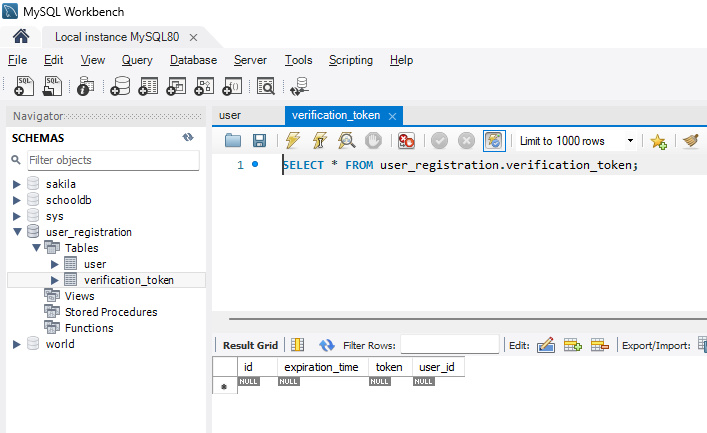 MySQL Workbench
Local instance MySQL80
File Edit View Query Database Server Tools Scripting Help
SQL SQL
Navigator
SCHEMAS
Filter objects
sakila
schooldb
sys
user_registration
Tables
user
verification_token
Views
Stored Procedures
Functions
world
user verification_token
Limit to 1000 rows
1 SELECT * FROM user_registration.verification_token;
Result Grid Filter Rows: Edit: Export/Import:
id expiration_time token user_id
NULL NULL NULL NULL